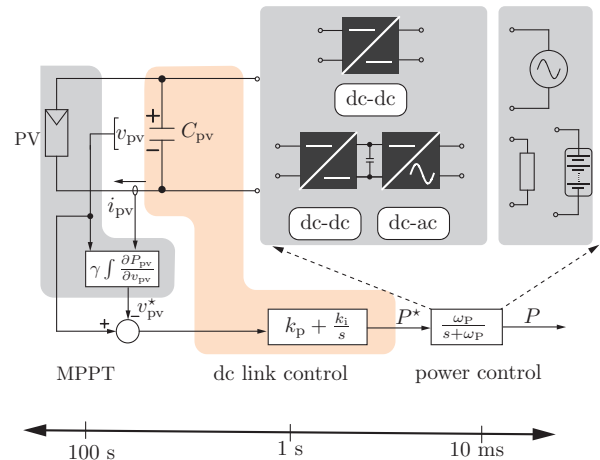 dc-dc
PV
v_pv
+
−
C_pv
dc-dc
dc-ac
i_pv
γ ∫ ∂P_pv/∂v_pv
v_pv^⋆
+
−
k_p + k_i/s
P^⋆
ω_P/(s+ω_P)
P
MPPT
dc link control
power control
100 s
1 s
10 ms